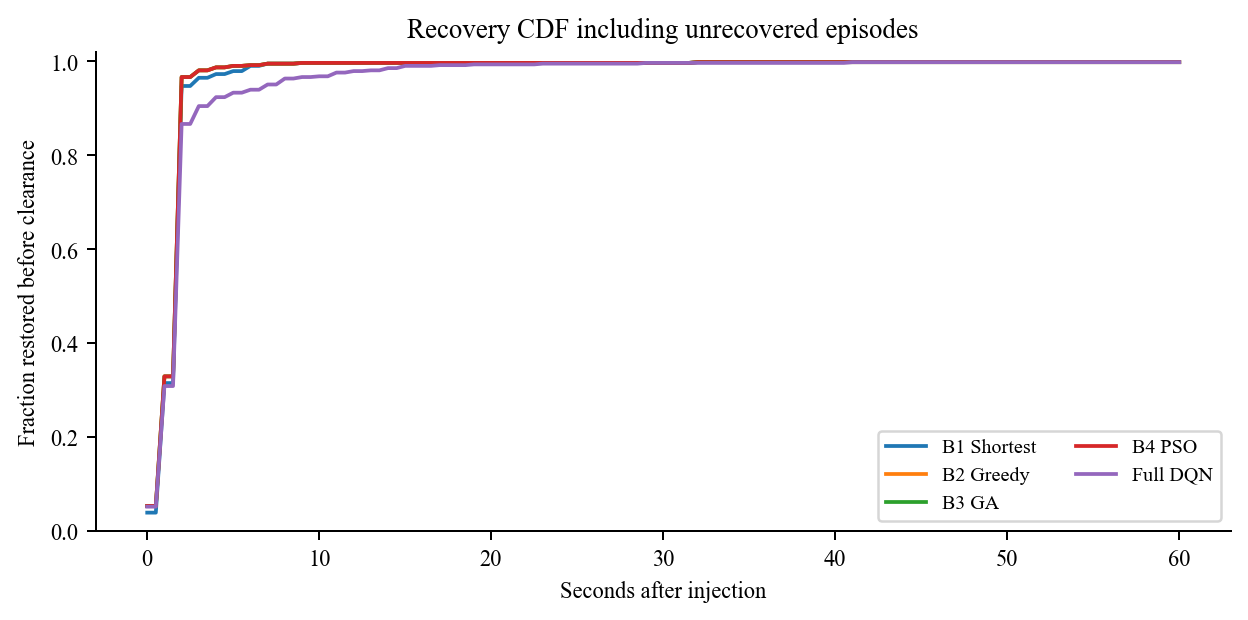 Recovery CDF including unrecovered episodes
Fraction restored before clearance
1.0
0.8
0.6
0.4
0.2
0.0
0 10 20 30 40 50 60
Seconds after injection
B1 Shortest
B2 Greedy
B3 GA
B4 PSO
Full DQN